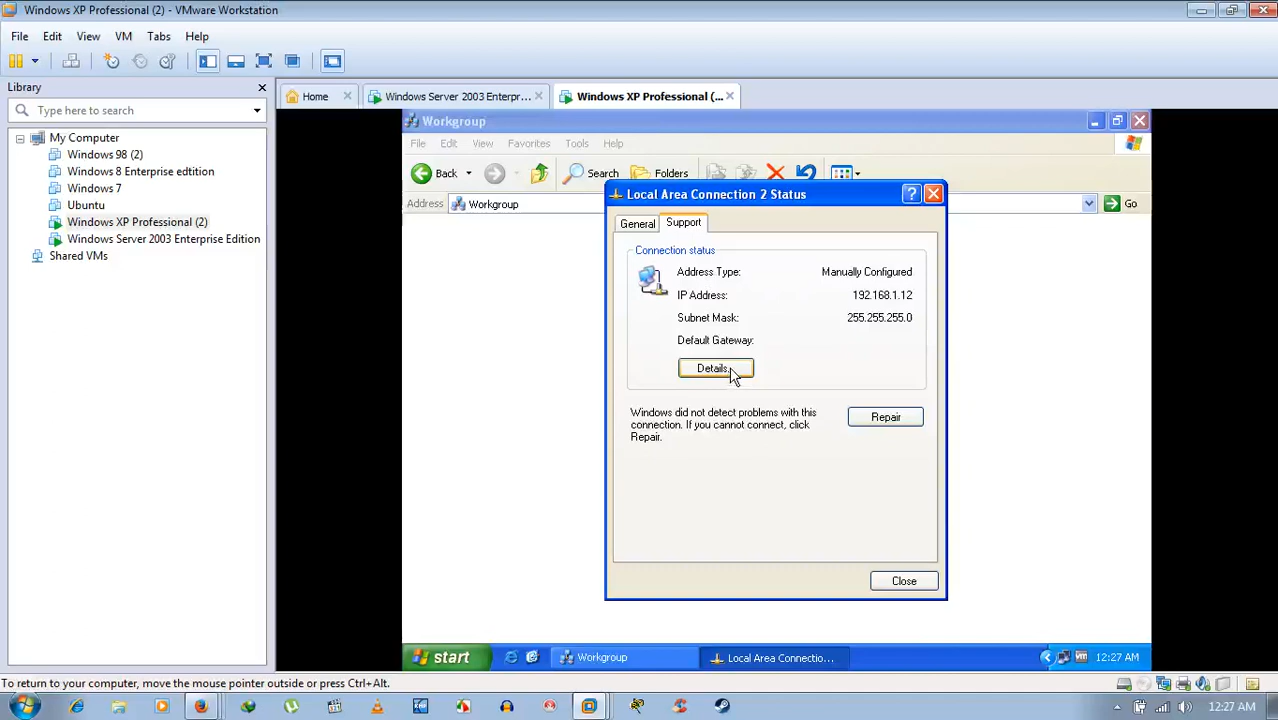 Windows XP Professional (2) - VMware Workstation
File Edit View VM Tabs Help
Library
Type here to search
My Computer
Windows 98 (2)
Windows 8 Enterprise edtition
Windows 7
Ubuntu
Windows XP Professional (2)
Windows Server 2003 Enterprise Edition
Shared VMs
Home
Windows Server 2003 Enterpr...
Windows XP Professional (...
Workgroup
File Edit View Favorites Tools Help
Back Search Folders
Address Workgroup Go
Local Area Connection 2 Status
General Support
Connection status
Address Type: Manually Configured
IP Address: 192.168.1.12
Subnet Mask: 255.255.255.0
Default Gateway:
Details...
Windows did not detect problems with this
connection. If you cannot connect, click
Repair.
Repair
Close
start Workgroup Local Area Connectio... 12:27 AM
To return to your computer, move the mouse pointer outside or press Ctrl+Alt.
12:27 AM